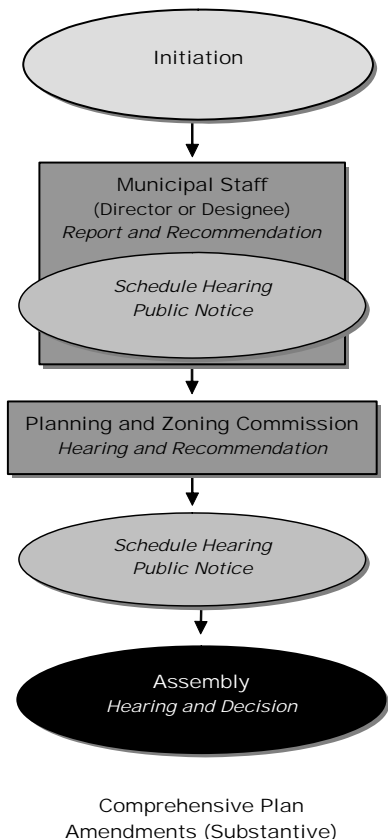 Initiation
Municipal Staff
(Director or Designee)
Report and Recommendation
Schedule Hearing
Public Notice
Planning and Zoning Commission
Hearing and Recommendation
Schedule Hearing
Public Notice
Assembly
Hearing and Decision
Comprehensive Plan
Amendments (Substantive)